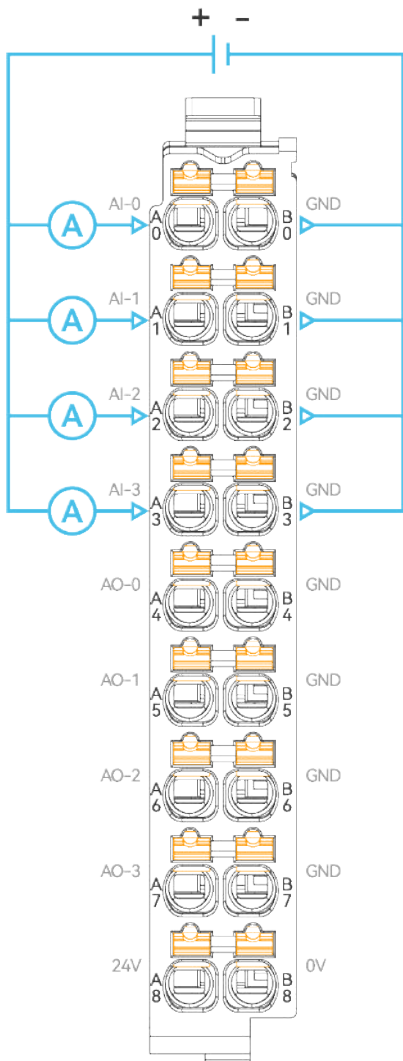 + -
AI-0 A 0 B 0 GND
A
AI-1 A 1 B 1 GND
A
AI-2 A 2 B 2 GND
A
AI-3 A 3 B 3 GND
A
AO-0 A 4 B 4 GND
AO-1 A 5 B 5 GND
AO-2 A 6 B 6 GND
AO-3 A 7 B 7 GND
24V A 8 B 8 0V